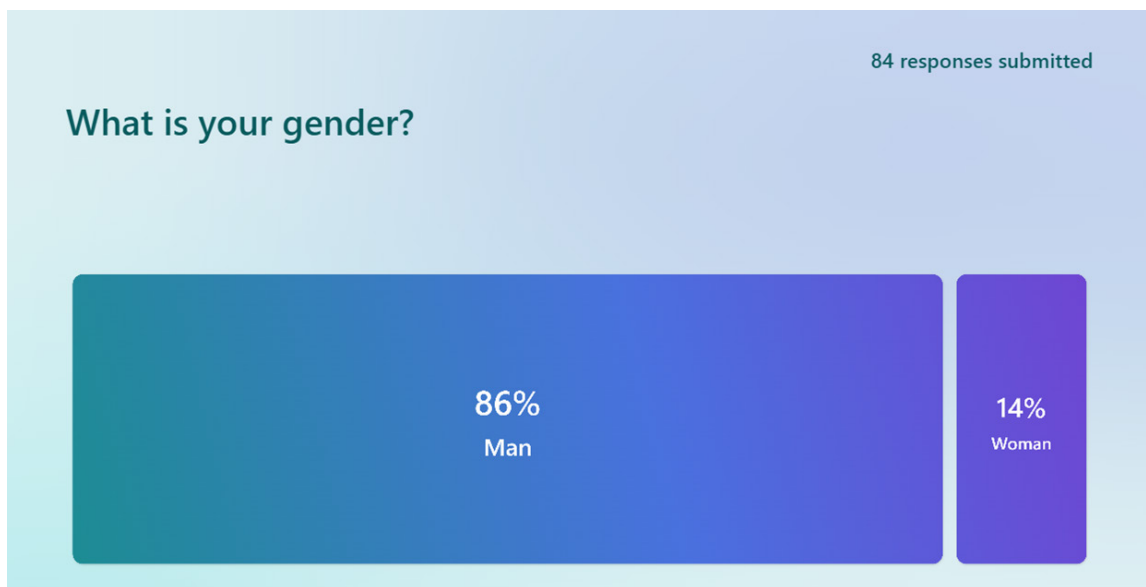 84 responses submitted
What is your gender?
86%
Man
14%
Woman